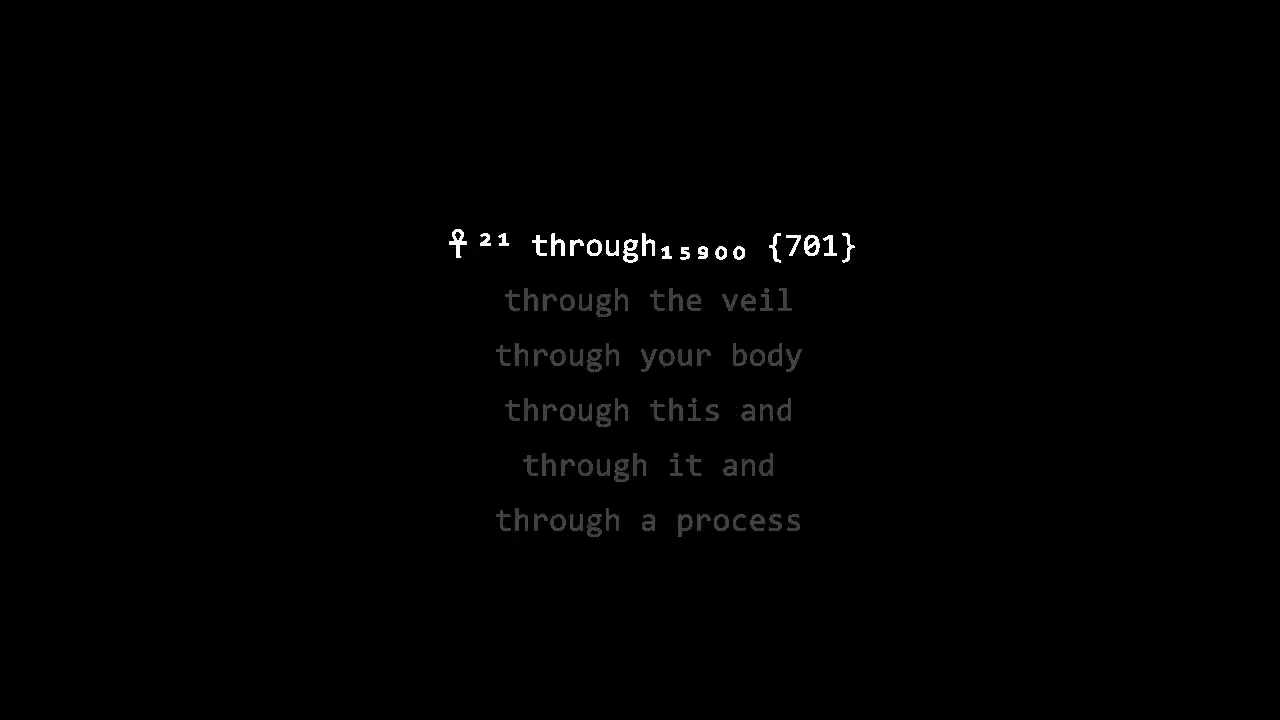 ☥²¹ through₁₅₉₀₀ {701}
through the veil
through your body
through this and
through it and
through a process